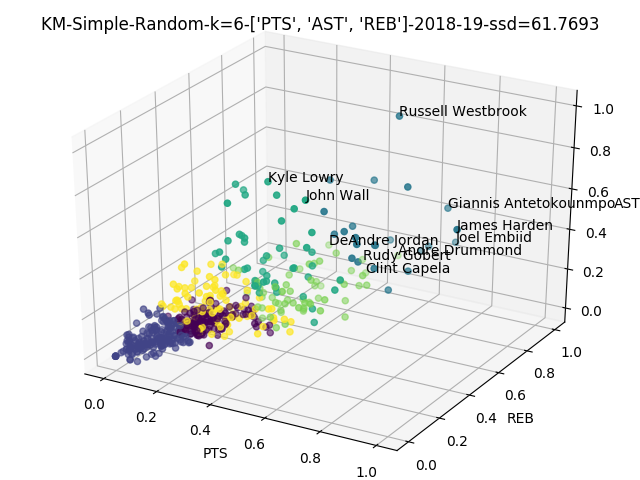 KM-Simple-Random-k=6-['PTS', 'AST', 'REB']-2018-19-ssd=61.7693
Russell Westbrook
Kyle Lowry
John Wall
Giannis Antetokounmpo
AST
James Harden
Joel Embid
DeAndre Jordan
Andre Drummond
Rudy Gobert
Clint Capela
1.0
0.8
0.6
0.4
0.2
0.0
0.0
0.2
0.4
0.6
0.8
1.0
PTS
0.0
0.2
0.4
0.6
0.8
1.0
REB